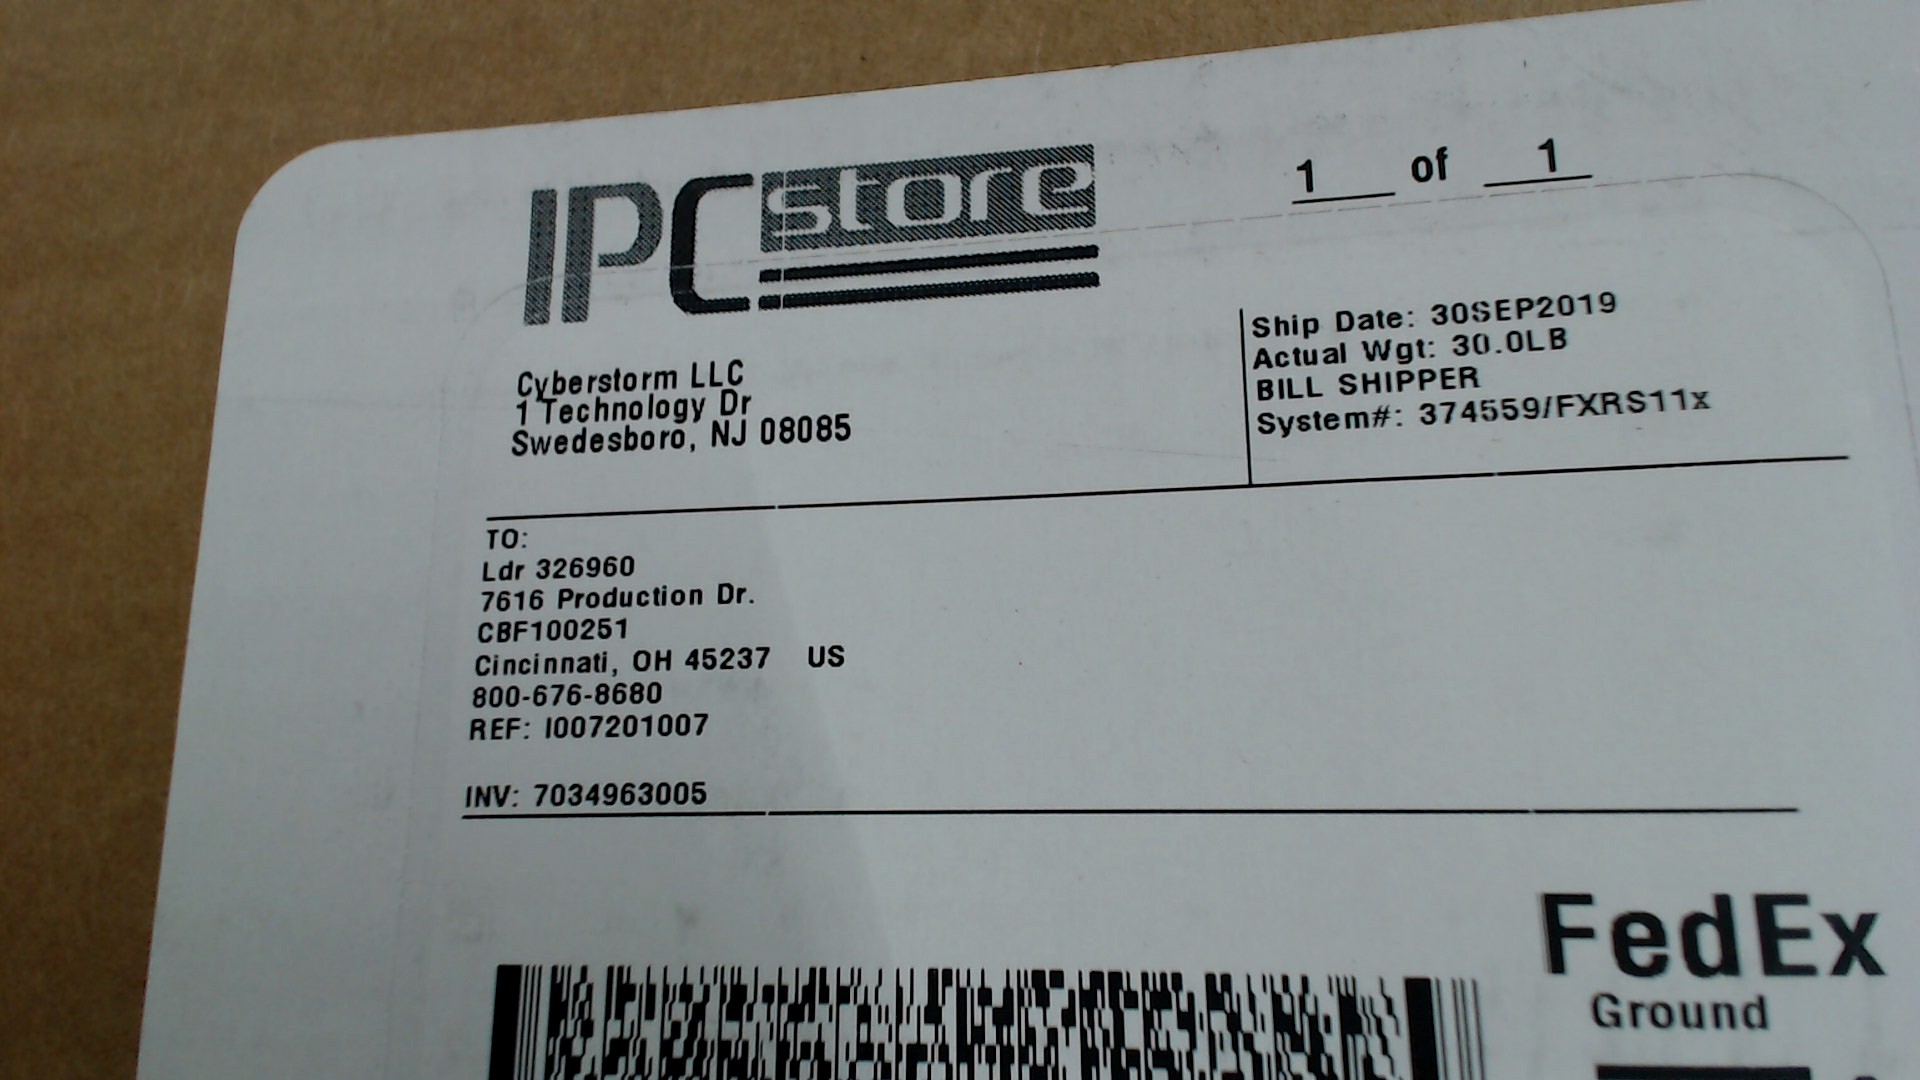 IPC store
1 of 1
Cyberstorm LLC
1 Technology Dr
Swedesboro, NJ 08085
Ship Date: 30SEP2019
Actual Wgt: 30.0LB
BILL SHIPPER
System#: 374559/FXRS11x
TO:
Ldr 326960
7616 Production Dr.
CBF100251
Cincinnati, OH 45237 US
800-676-8680
REF: I007201007
INV: 7034963005
FedEx
Ground